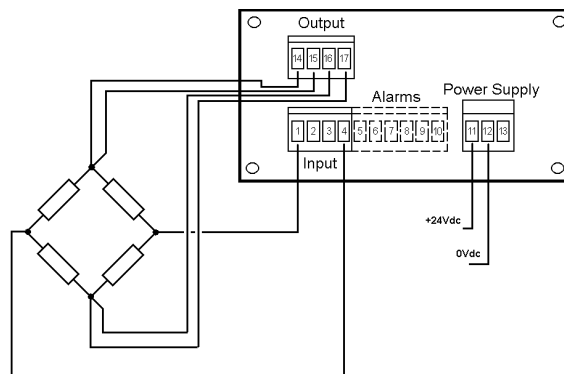 Output
14 15 16 17
Power Supply
Alarms
1 2 3 4 5 6 7 8 9 10
11 12 13
Input
+24Vdc
0Vdc